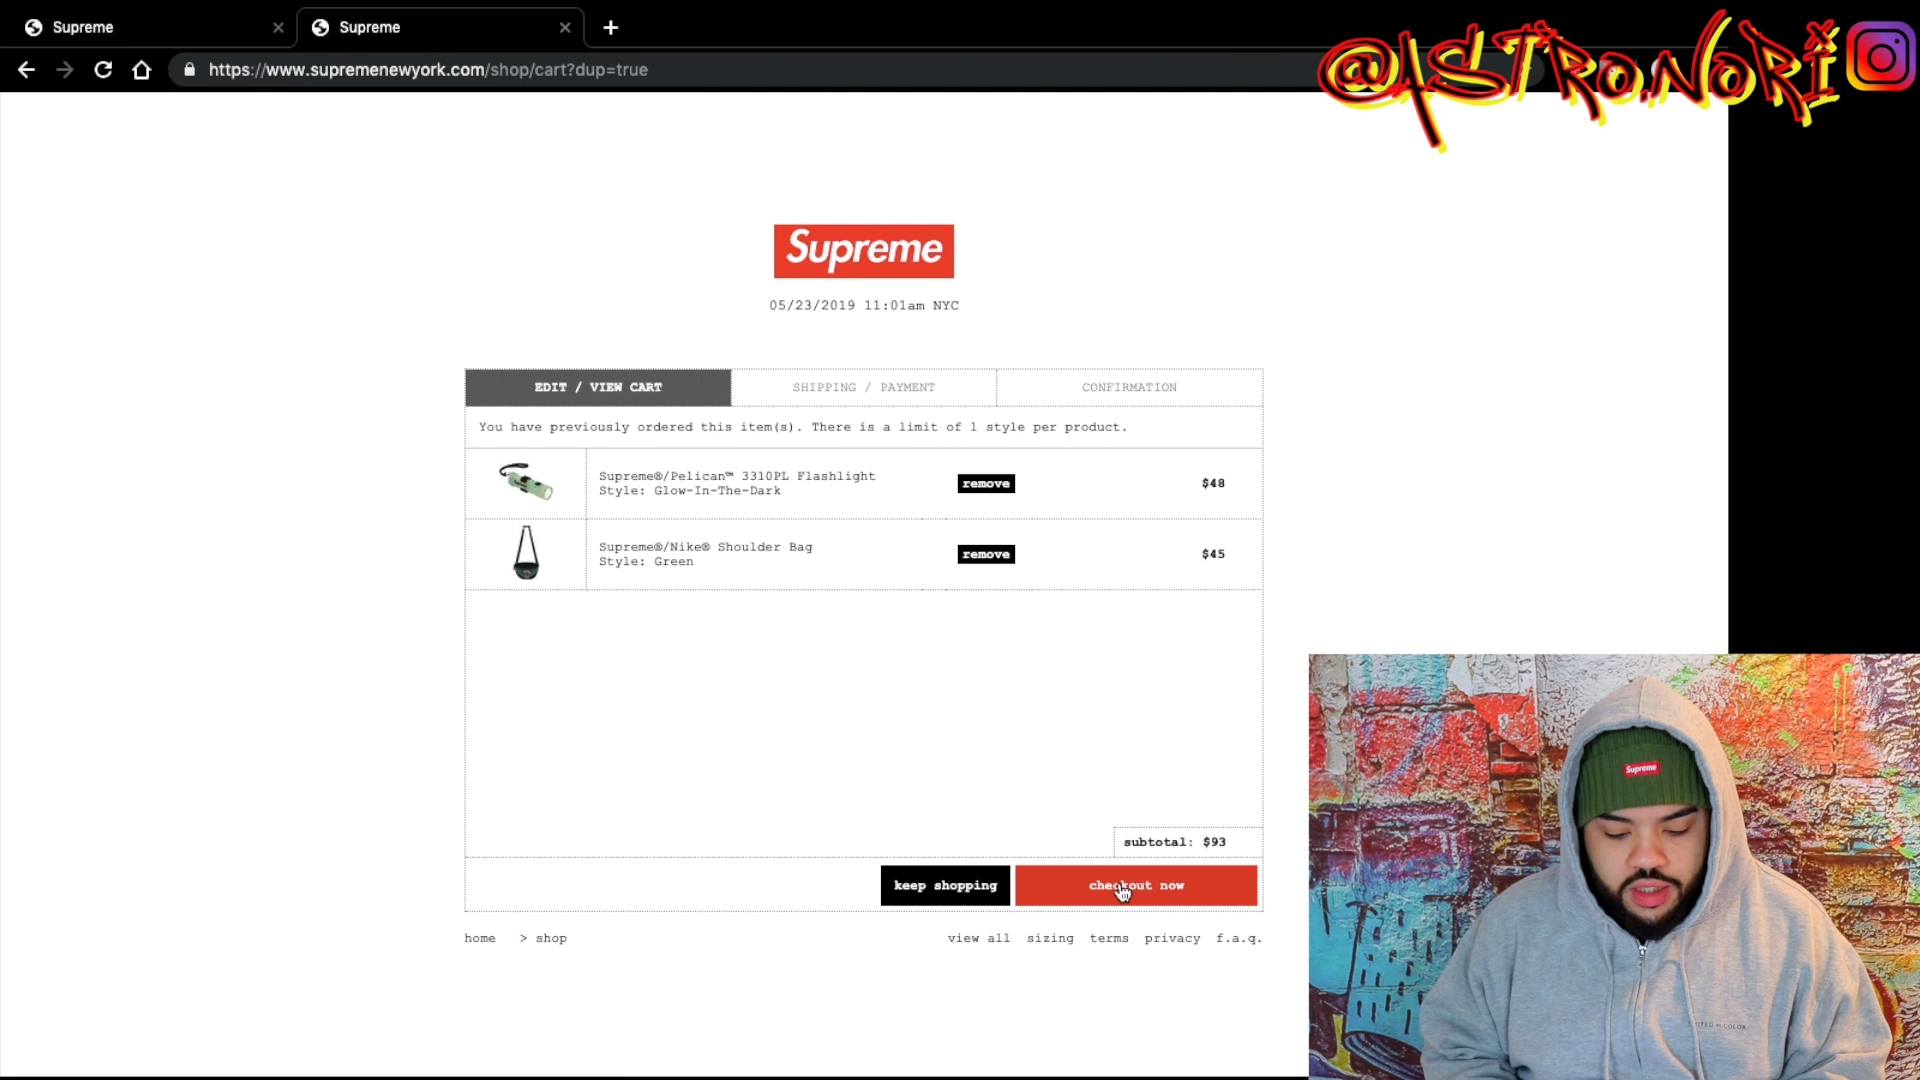 Supreme
Supreme
@ASTRO.NORI
https://www.supremenewyork.com/shop/cart?dup=true
Supreme
05/23/2019 11:01am NYC
EDIT / VIEW CART
SHIPPING / PAYMENT
CONFIRMATION
You have previously ordered this item(s). There is a limit of 1 style per product.
Supreme®/Pelican™ 3310PL Flashlight
Style: Glow-In-The-Dark
remove
$48
Supreme®/Nike® Shoulder Bag
Style: Green
remove
$45
subtotal: $93
keep shopping
checkout now
home > shop
view all sizing terms privacy f.a.q.
Supreme